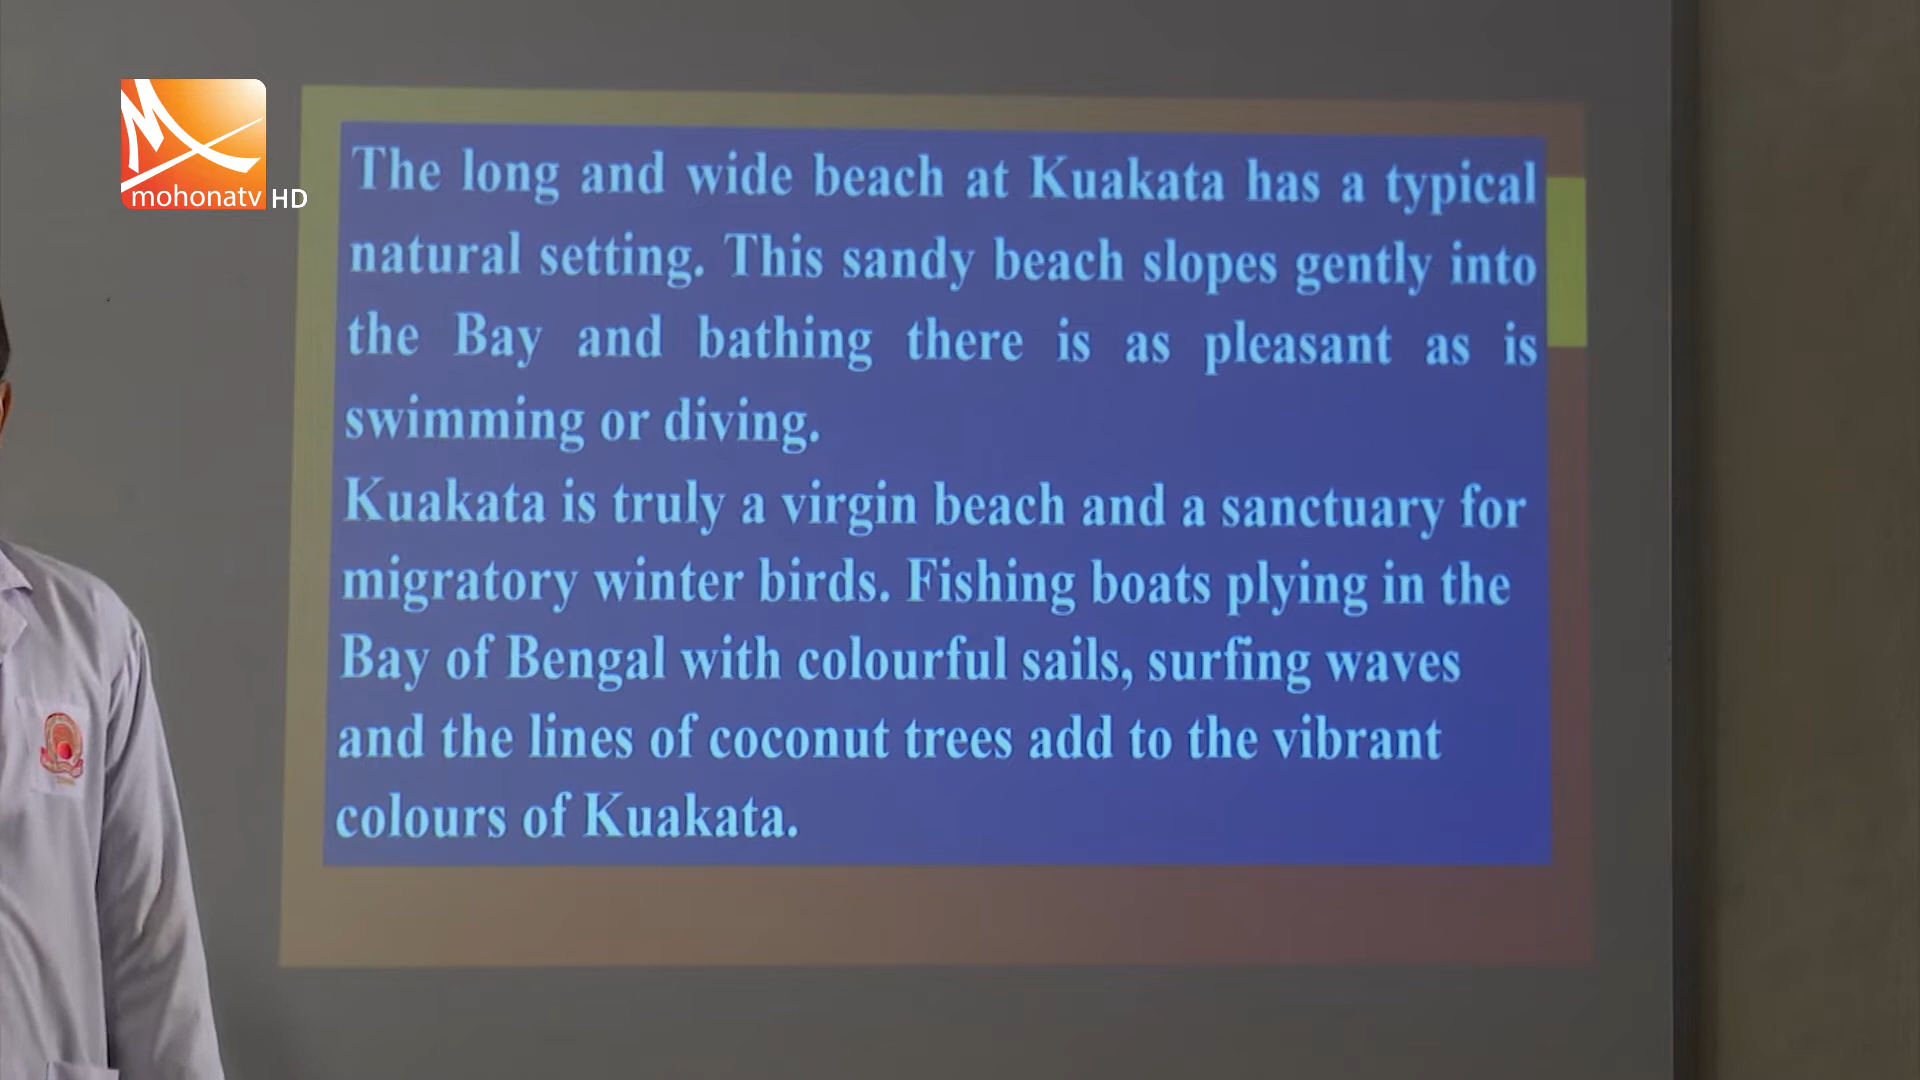 mohonatv HD
The long and wide beach at Kuakata has a typical
natural setting. This sandy beach slopes gently into
the Bay and bathing there is as pleasant as is
swimming or diving.
Kuakata is truly a virgin beach and a sanctuary for
migratory winter birds. Fishing boats plying in the
Bay of Bengal with colourful sails, surfing waves
and the lines of coconut trees add to the vibrant
colours of Kuakata.